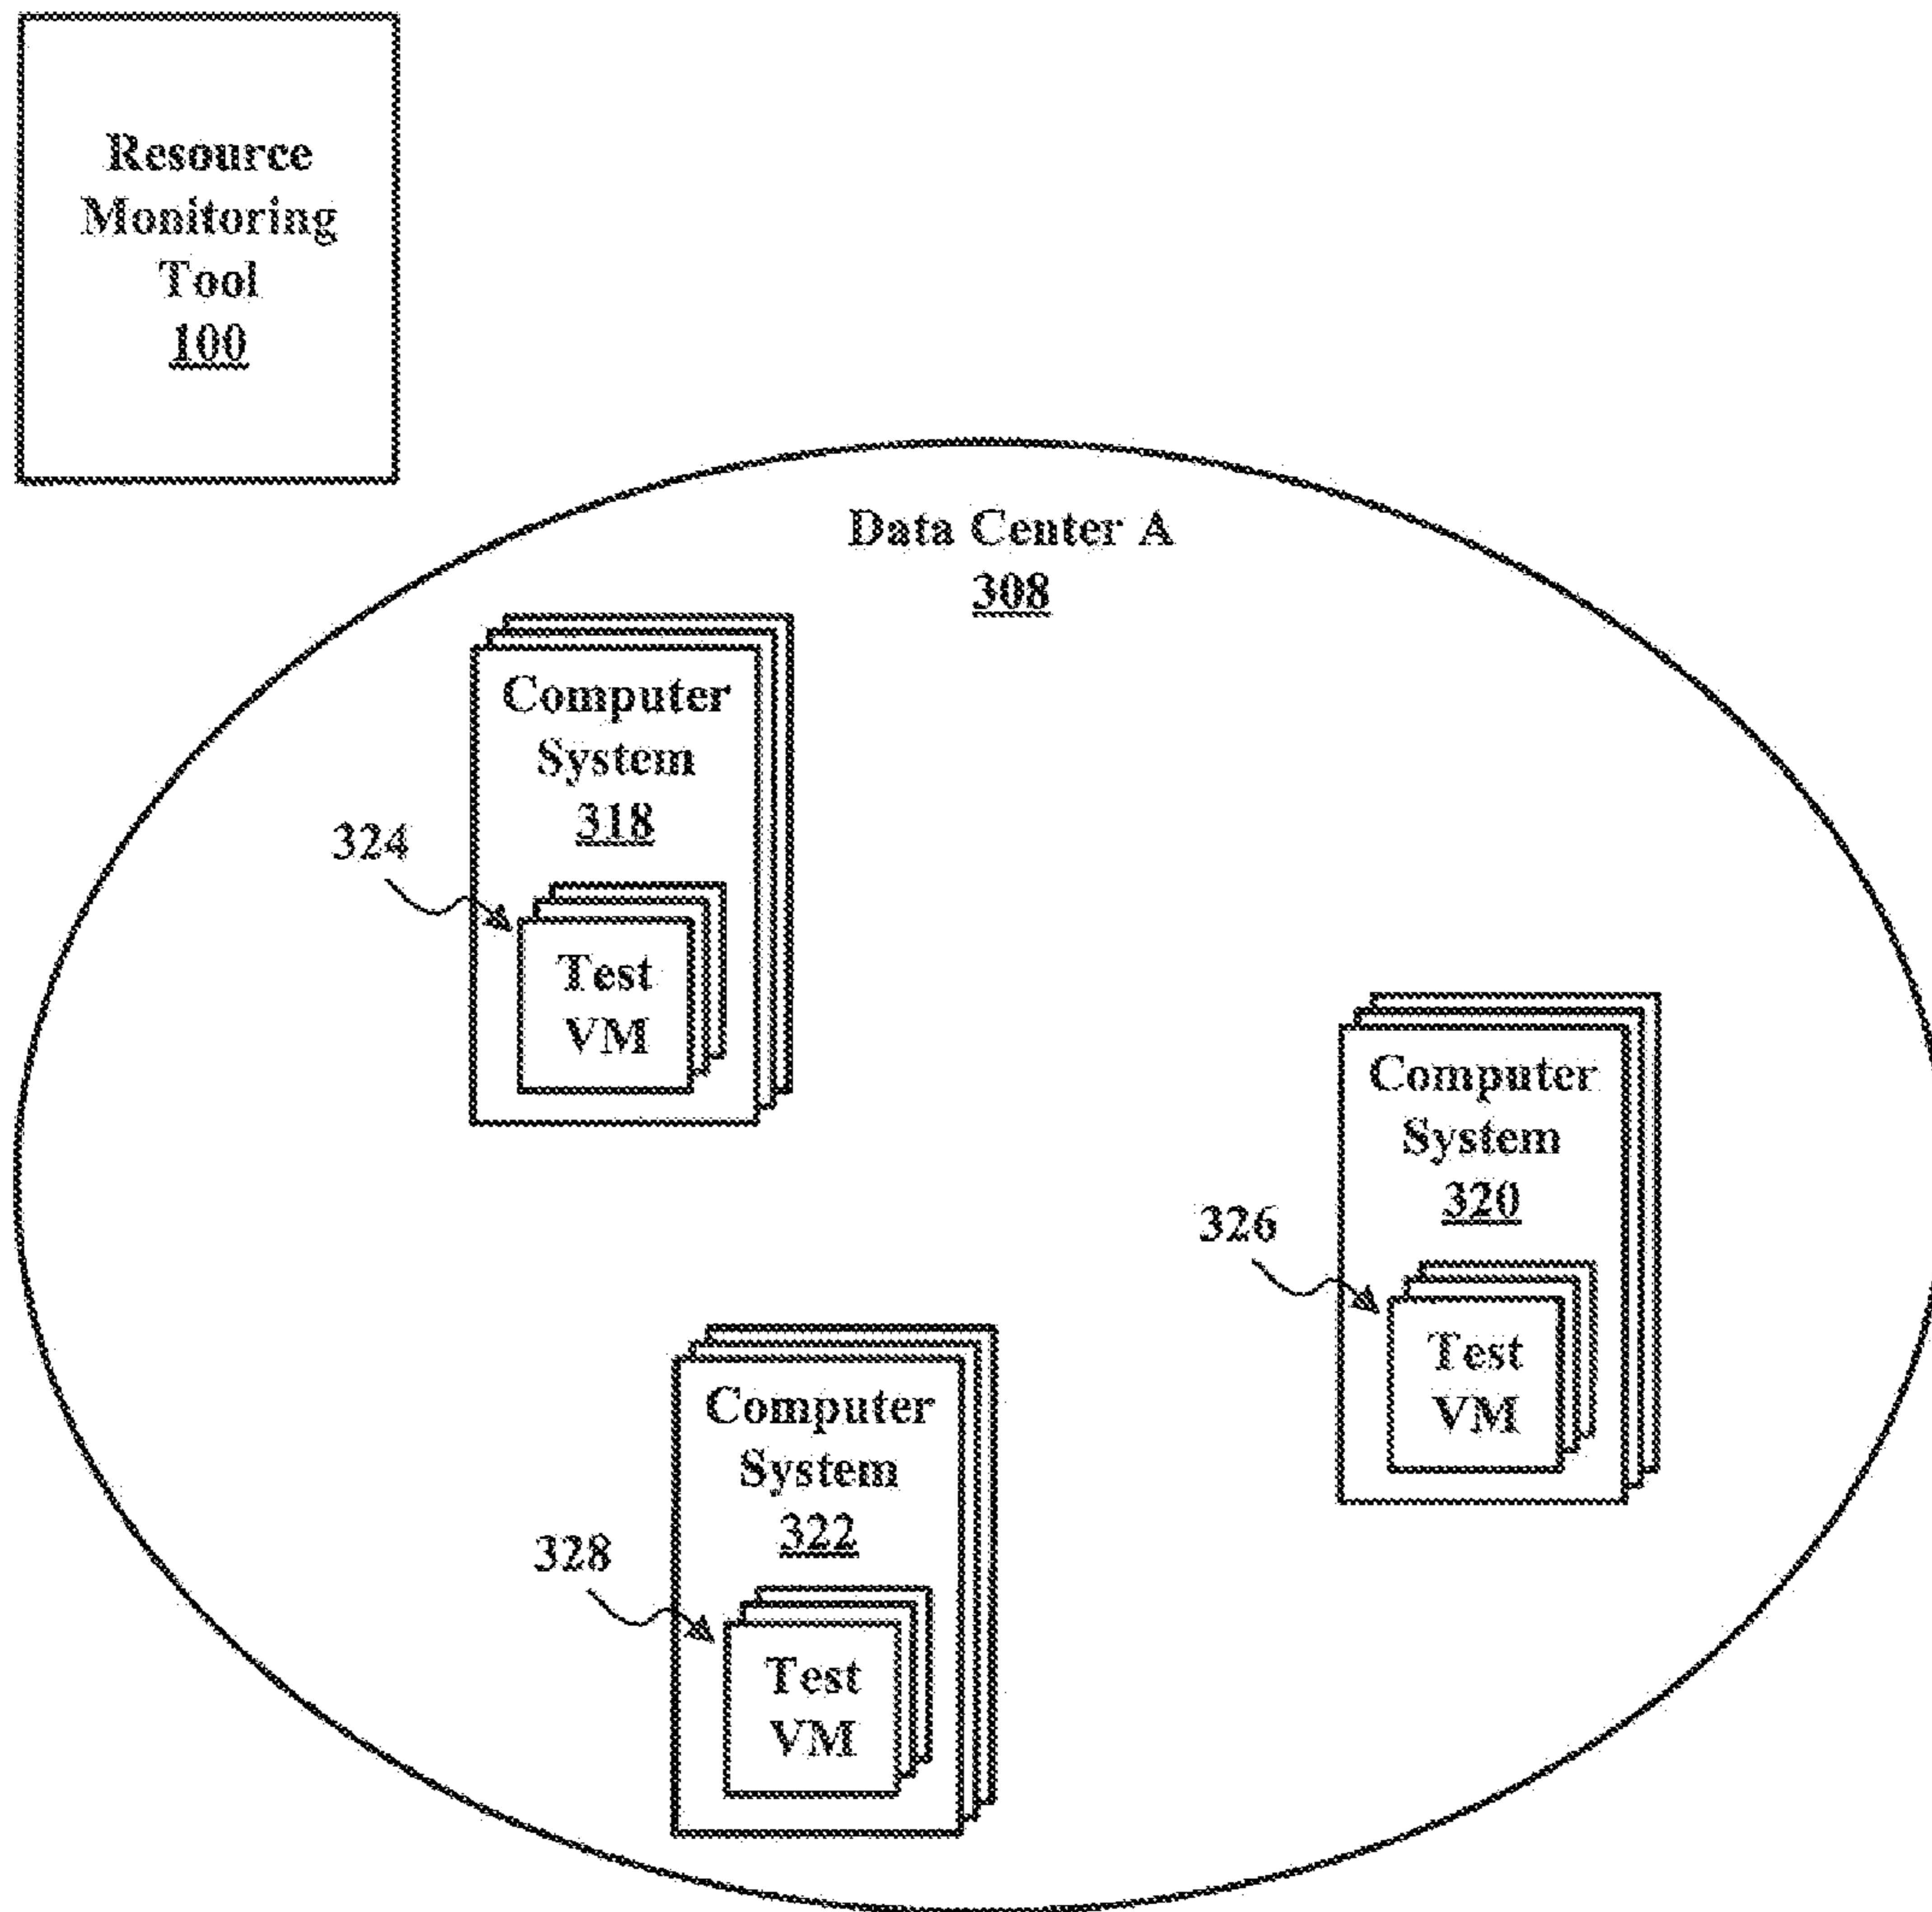 Resource
Monitoring
Tool
100
Data Center A
308
Computer
System
318
324
Test
VM
Computer
System
320
326
Test
VM
Computer
System
322
328
Test
VM